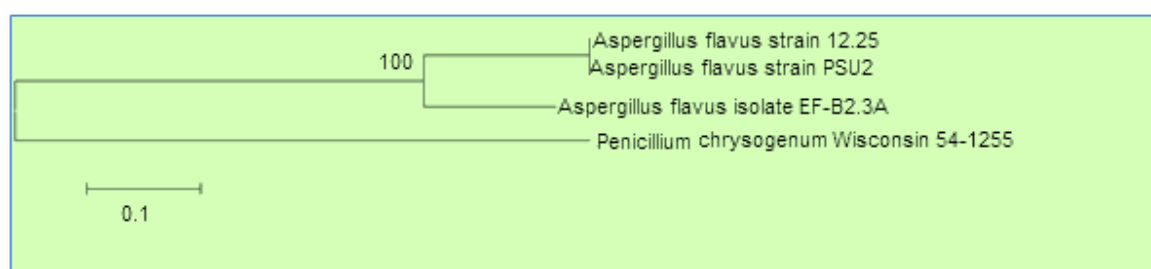 Aspergillus flavus strain 12.25
100
Aspergillus flavus strain PSU2
Aspergillus flavus isolate EF-B2.3A
Penicillium chrysogenum Wisconsin 54-1255
0.1